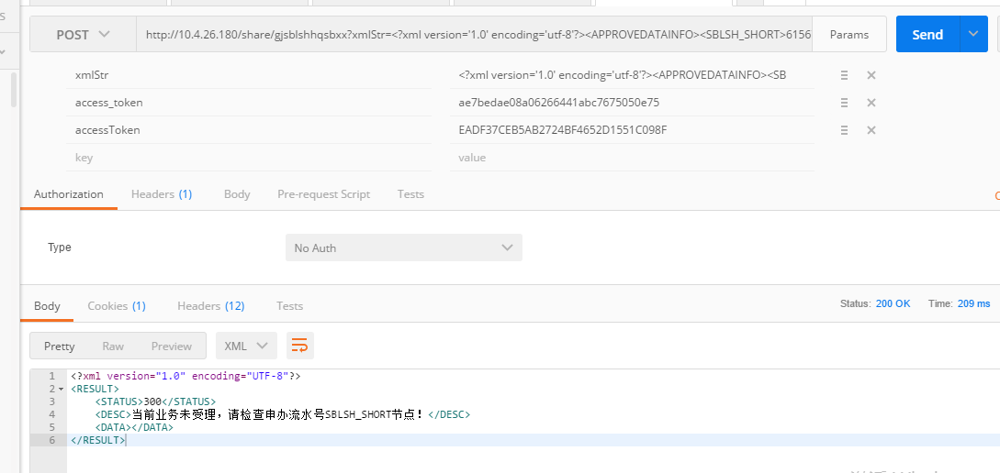 POST
http://10.4.26.180/share/gjsblshhqsbxx?xmlStr=<?xml version='1.0' encoding='utf-8'?><APPROVEDATAINFO><SBLSH_SHORT>6156
Params
Send
xmlStr
<?xml version='1.0' encoding='utf-8'?><APPROVEDATAINFO><SB
access_token
ae7bedae08a06266441abc7675050e75
accessToken
EADF37CEB5AB2724BF4652D1551C098F
key
value
Authorization
Headers (1)
Body
Pre-request Script
Tests
Type
No Auth
Body
Cookies (1)
Headers (12)
Tests
Status: 200 OK
Time: 209 ms
Pretty
Raw
Preview
XML
1 <?xml version="1.0" encoding="UTF-8"?>
2 <RESULT>
3 <STATUS>300</STATUS>
4 <DESC>当前业务未受理，请检查申办流水号SBLSH_SHORT节点！</DESC>
5 <DATA></DATA>
6 </RESULT>